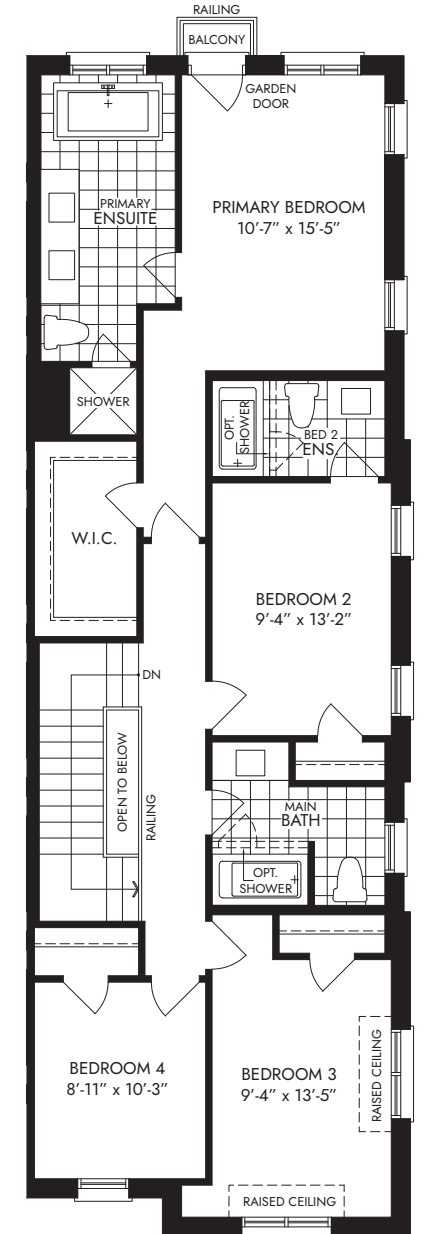 RAILING
BALCONY
GARDEN
DOOR
PRIMARY
ENSUITE
PRIMARY BEDROOM
10'-7" x 15'-5"
SHOWER
OPT.
SHOWER
BED 2
ENS.
W.I.C.
BEDROOM 2
9'-4" x 13'-2"
DN
OPEN TO BELOW
RAILING
MAIN
BATH
OPT.
SHOWER
BEDROOM 4
8'-11" x 10'-3"
BEDROOM 3
9'-4" x 13'-5"
RAISED CEILING
RAISED CEILING